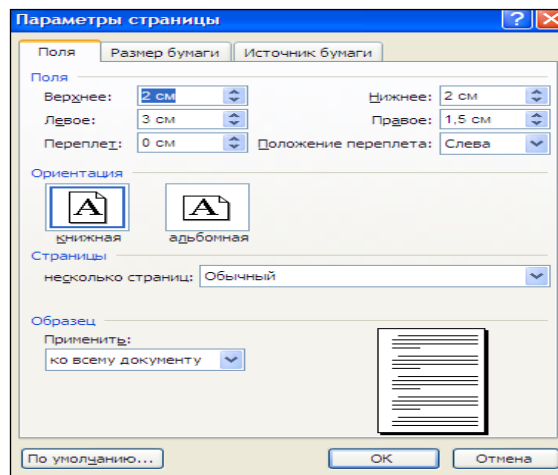 Параметры страницы
Поля Размер бумаги Источник бумаги
Поля
Верхнее: 2 см Нижнее: 2 см
Левое: 3 см Правое: 1,5 см
Переплет: 0 см Положение переплета: Слева
Ориентация
A A
книжная альбомная
Страницы
несколько страниц: Обычный
Образец
Применить:
ко всему документу
По умолчанию... ОК Отмена